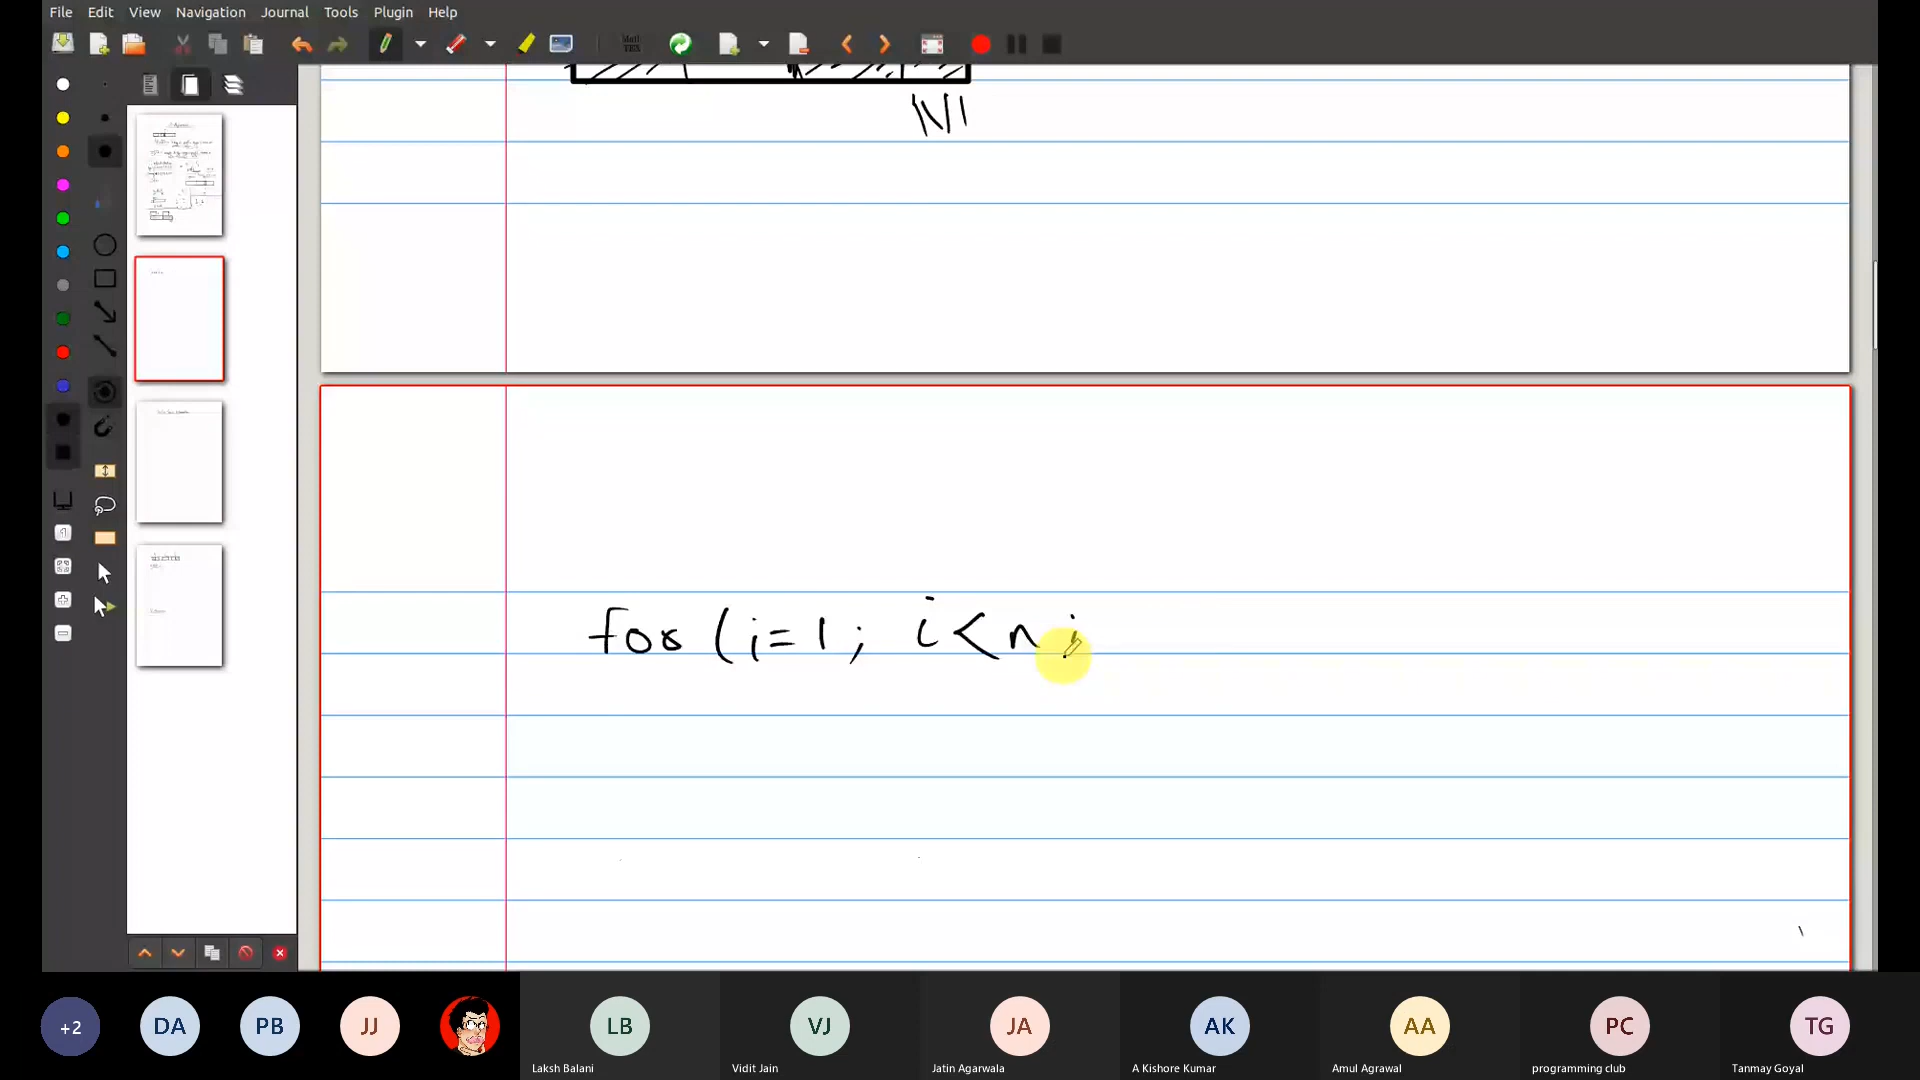 File Edit View Navigation Journal Tools Plugin Help
for (i=1; i<n;
+2 DA PB JJ LB VJ JA AK AA PC TG
Laksh Balani Vidit Jain Jatin Agarwala A Kishore Kumar Amul Agrawal programming club Tanmay Goyal